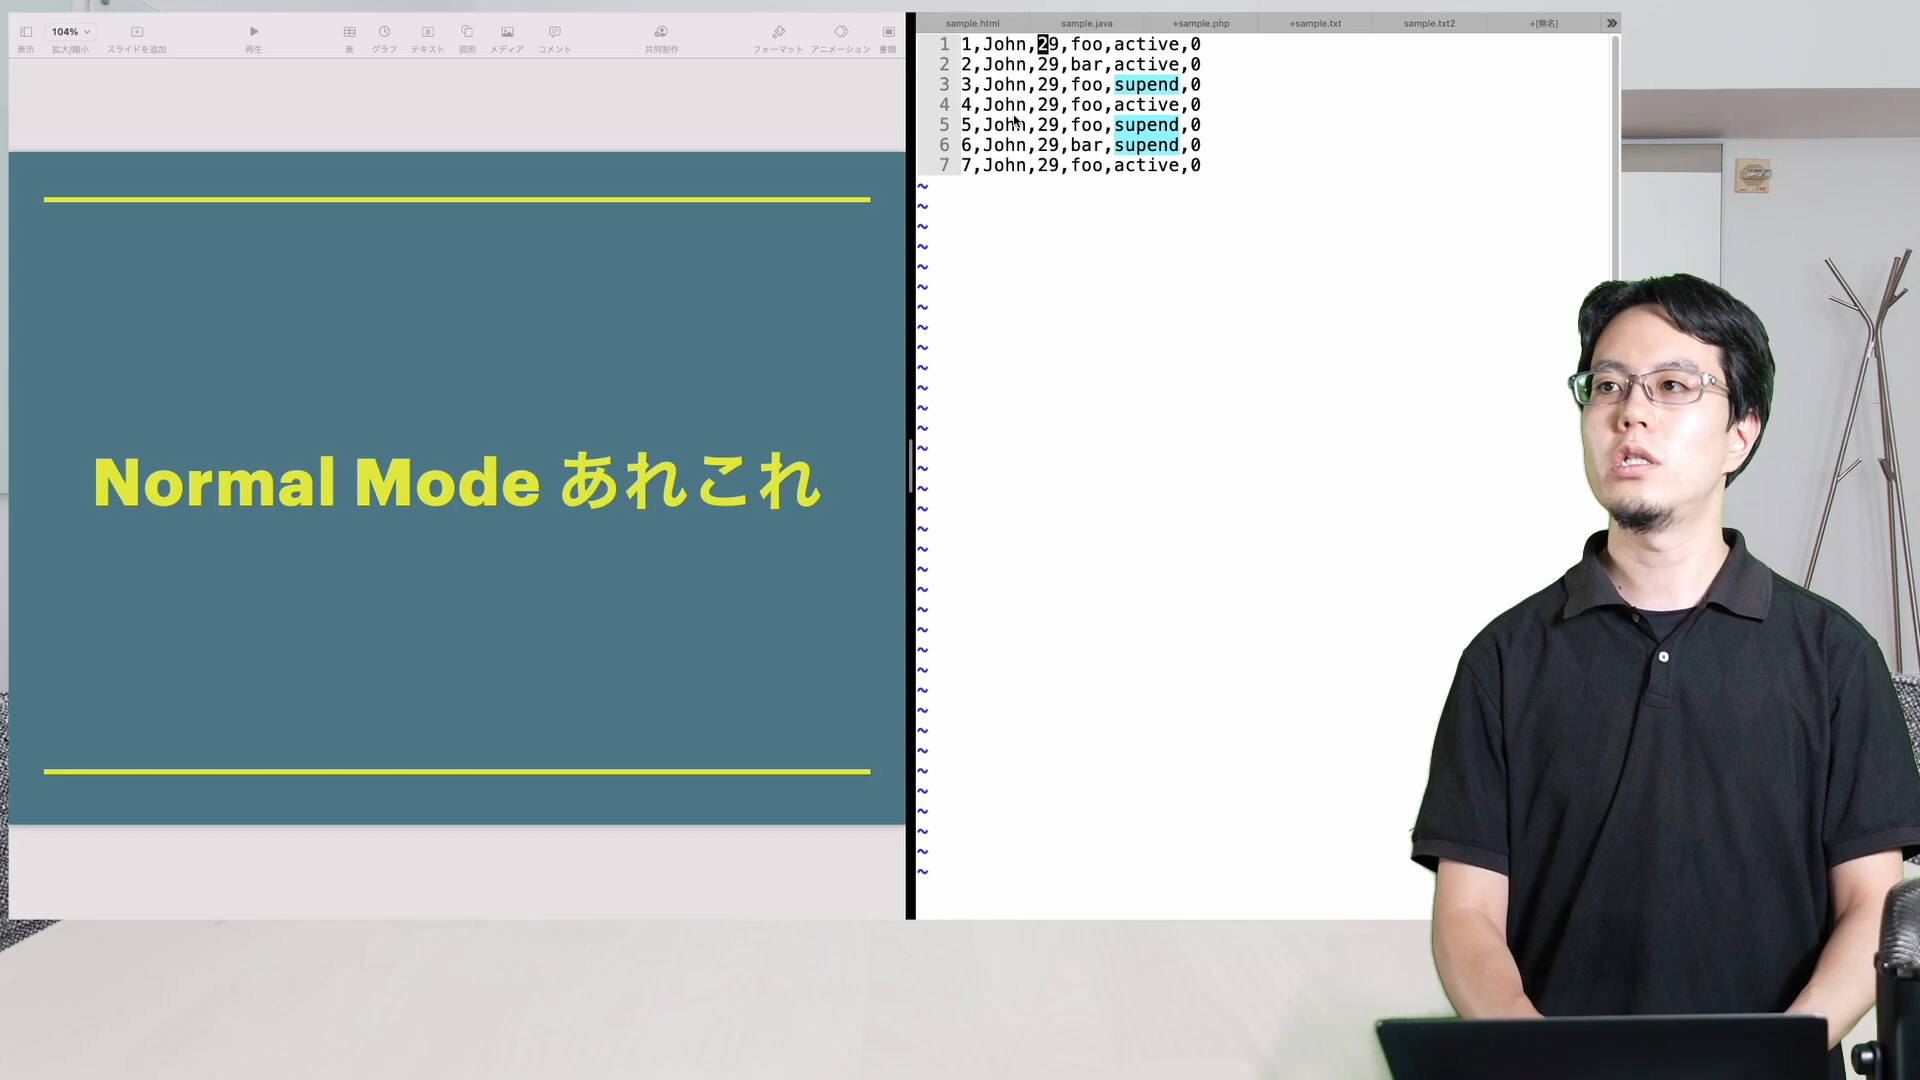 104%
表示
拡大/縮小
スライドを追加
再生
表
グラフ
テキスト
図形
メディア
コメント
共同制作
フォーマット
アニメーション
書類
Normal Mode あれこれ
sample.html
sample.java
+sample.php
+sample.txt
sample.txt2
+[無名]
1 1,John,29,foo,active,0
2 2,John,29,bar,active,0
3 3,John,29,foo,supend,0
4 4,John,29,foo,active,0
5 5,John,29,foo,supend,0
6 6,John,29,bar,supend,0
7 7,John,29,foo,active,0